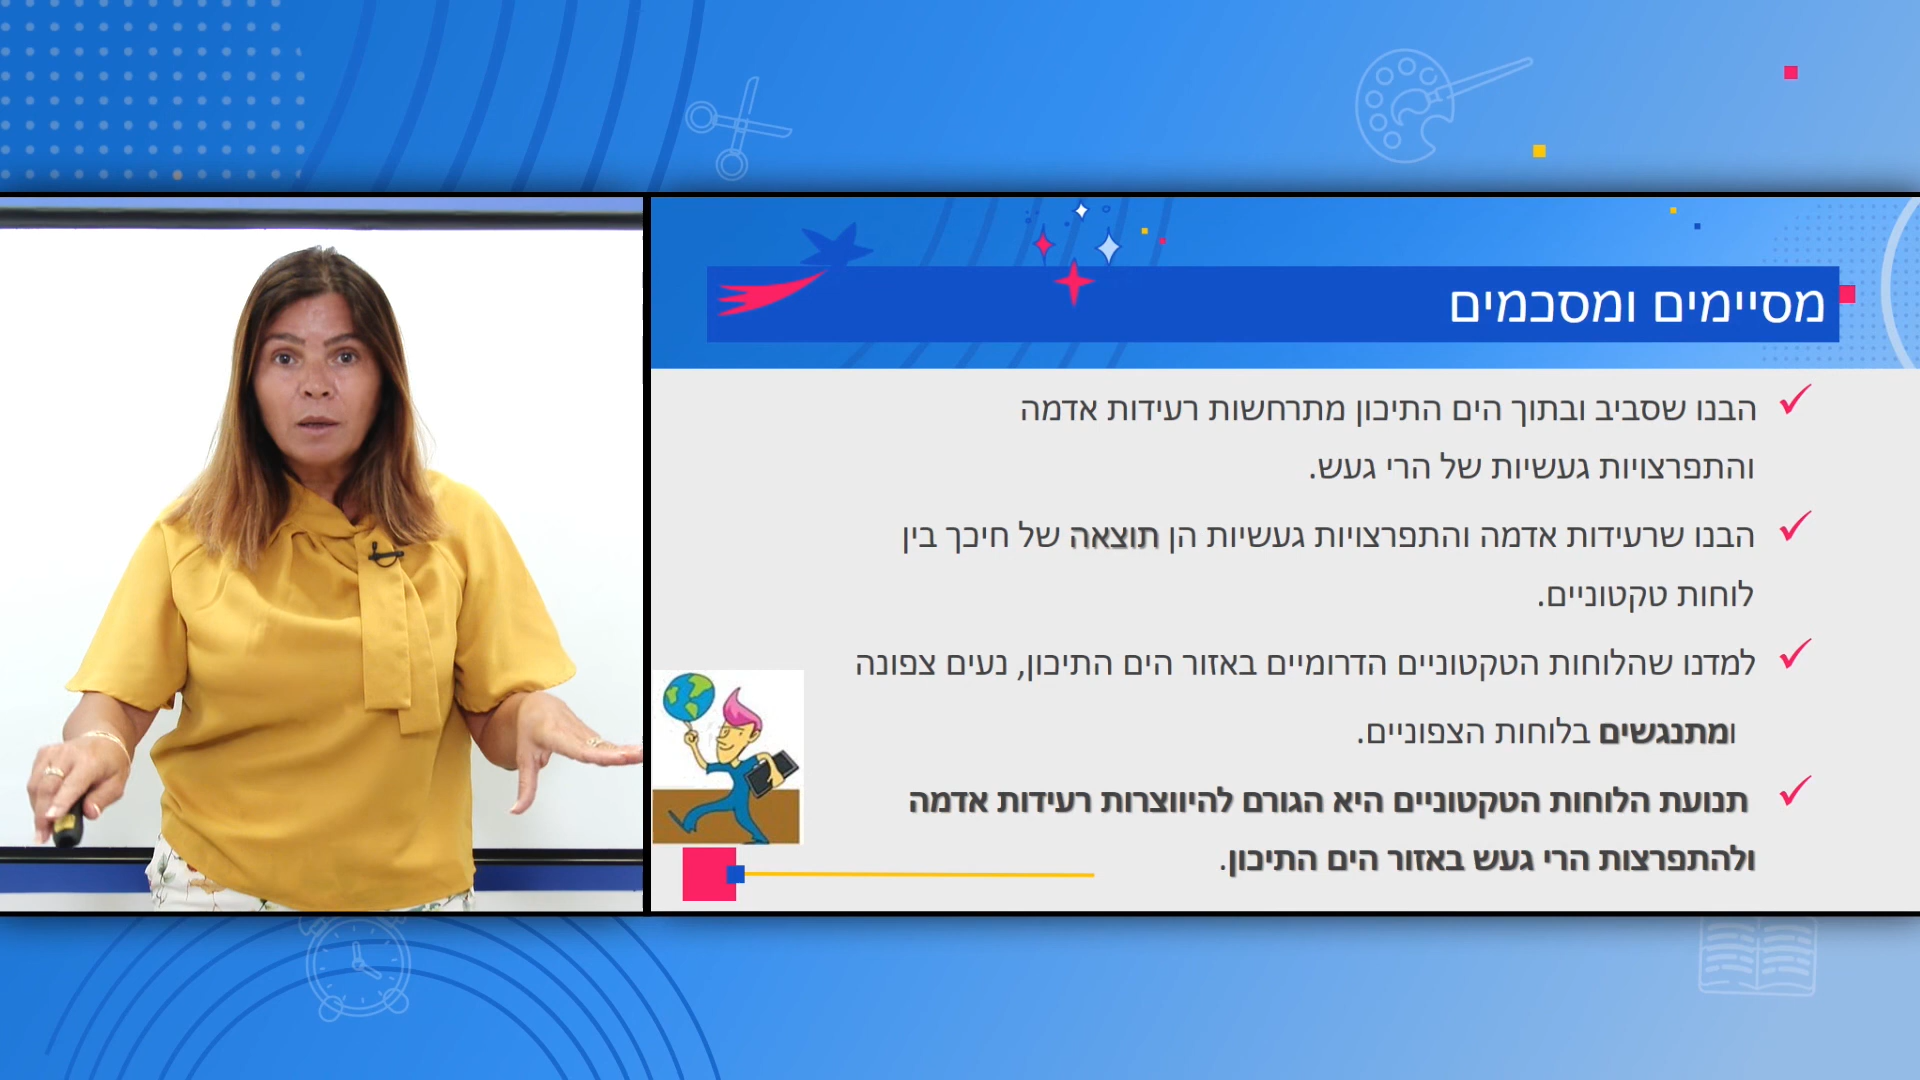 מסיימים ומסכמים
הבנו שסביב ובתוך הים התיכון מתרחשות רעידות אדמה
והתפרצויות געשיות של הרי געש.
הבנו שרעידות אדמה והתפרצויות געשיות הן תוצאה של חיכך בין
לוחות טקטוניים.
למדנו שהלוחות הטקטוניים הדרומיים באזור הים התיכון, נעים צפונה
ומתנגשים בלוחות הצפוניים.
תנועת הלוחות הטקטוניים היא הגורם להיווצרות רעידות אדמה
ולהתפרצות הרי געש באזור הים התיכון.